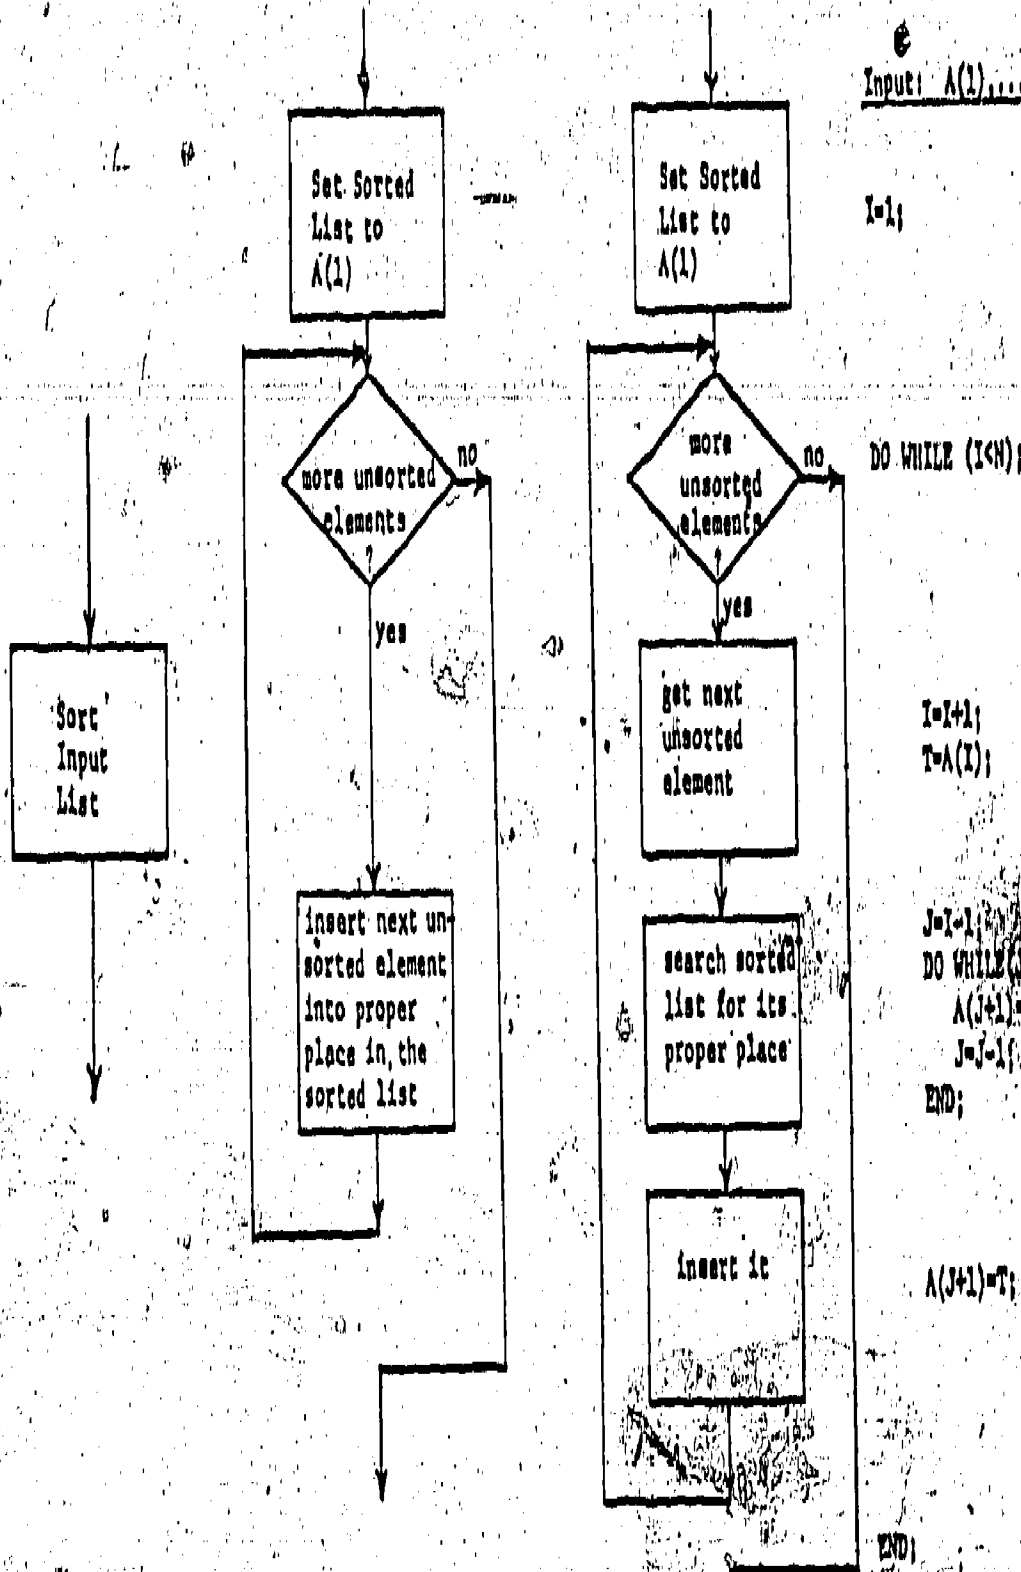 Sort
Input
List
Set Sorted
List to
A(1)
more unsorted
elements
?
no
yes
insert next un-
sorted element
into proper
place in the
sorted list
Set Sorted
List to
A(1)
more
unsorted
elements
?
no
yes
get next
unsorted
element
search sorted
list for its
proper place
insert it
Input: A(1),...
I=1;
DO WHILE (I<N);
I=I+1;
T=A(I);
J=I-1;
DO WHILE(J
A(J+1)=
J=J-1;
END;
A(J+1)=T;
END;